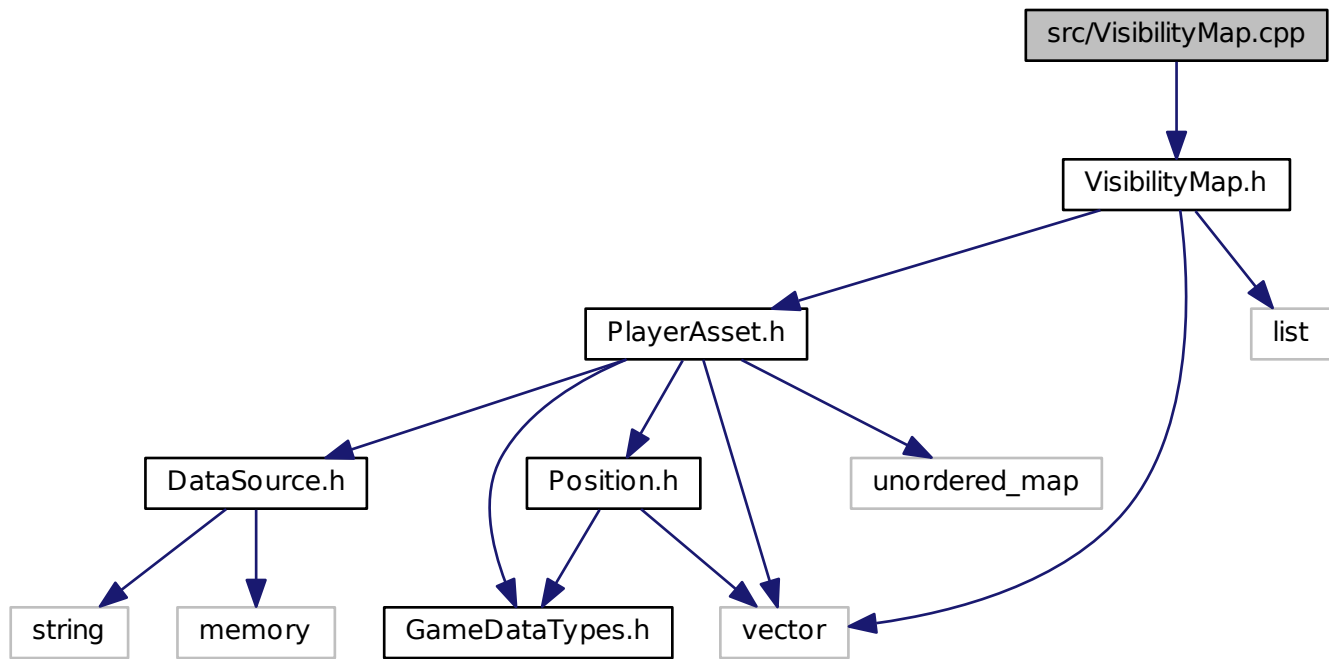 src/VisibilityMap.cpp
VisibilityMap.h
PlayerAsset.h
list
DataSource.h
Position.h
unordered_map
string
memory
GameDataTypes.h
vector